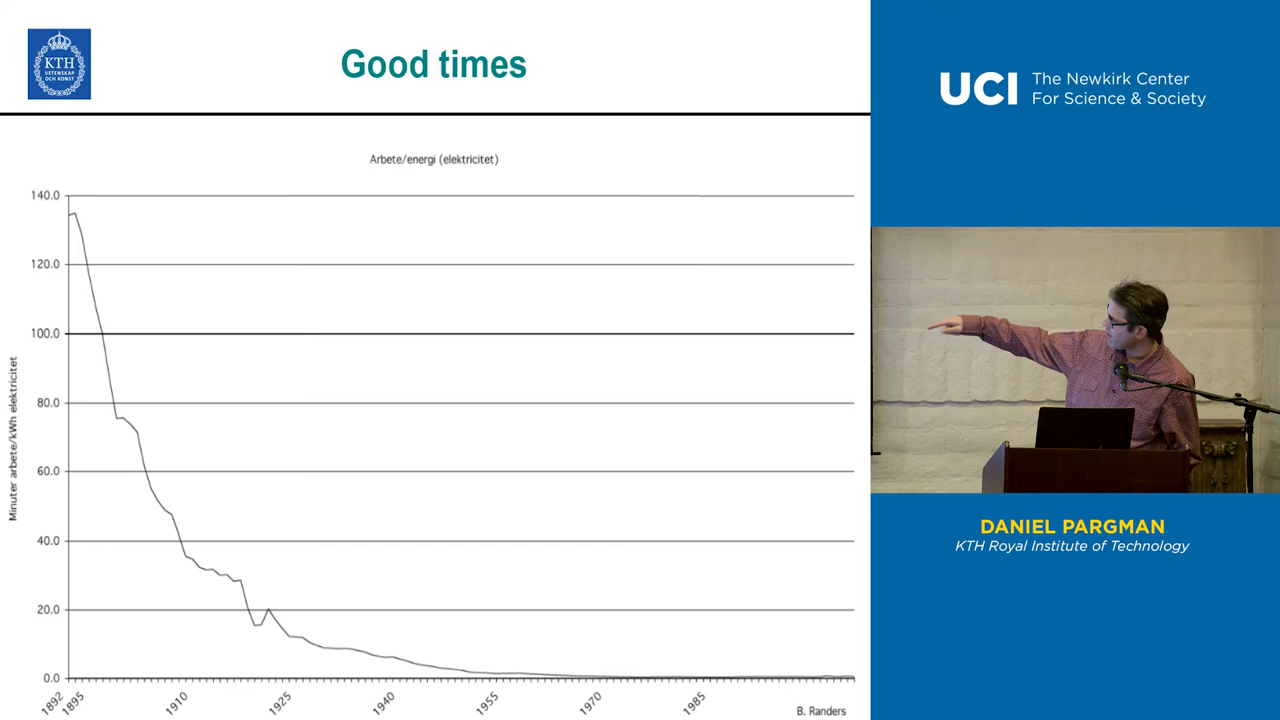 KTH
VETENSKAP
OCH KONST
Good times
UCI
The Newkirk Center
For Science & Society
Arbete/energi (elektricitet)
Minuter arbete/kWh elektricitet
140.0
120.0
100.0
80.0
60.0
40.0
20.0
0.0
1892
1895
1910
1925
1940
1955
1970
1985
B. Randers
DANIEL PARGMAN
KTH Royal Institute of Technology